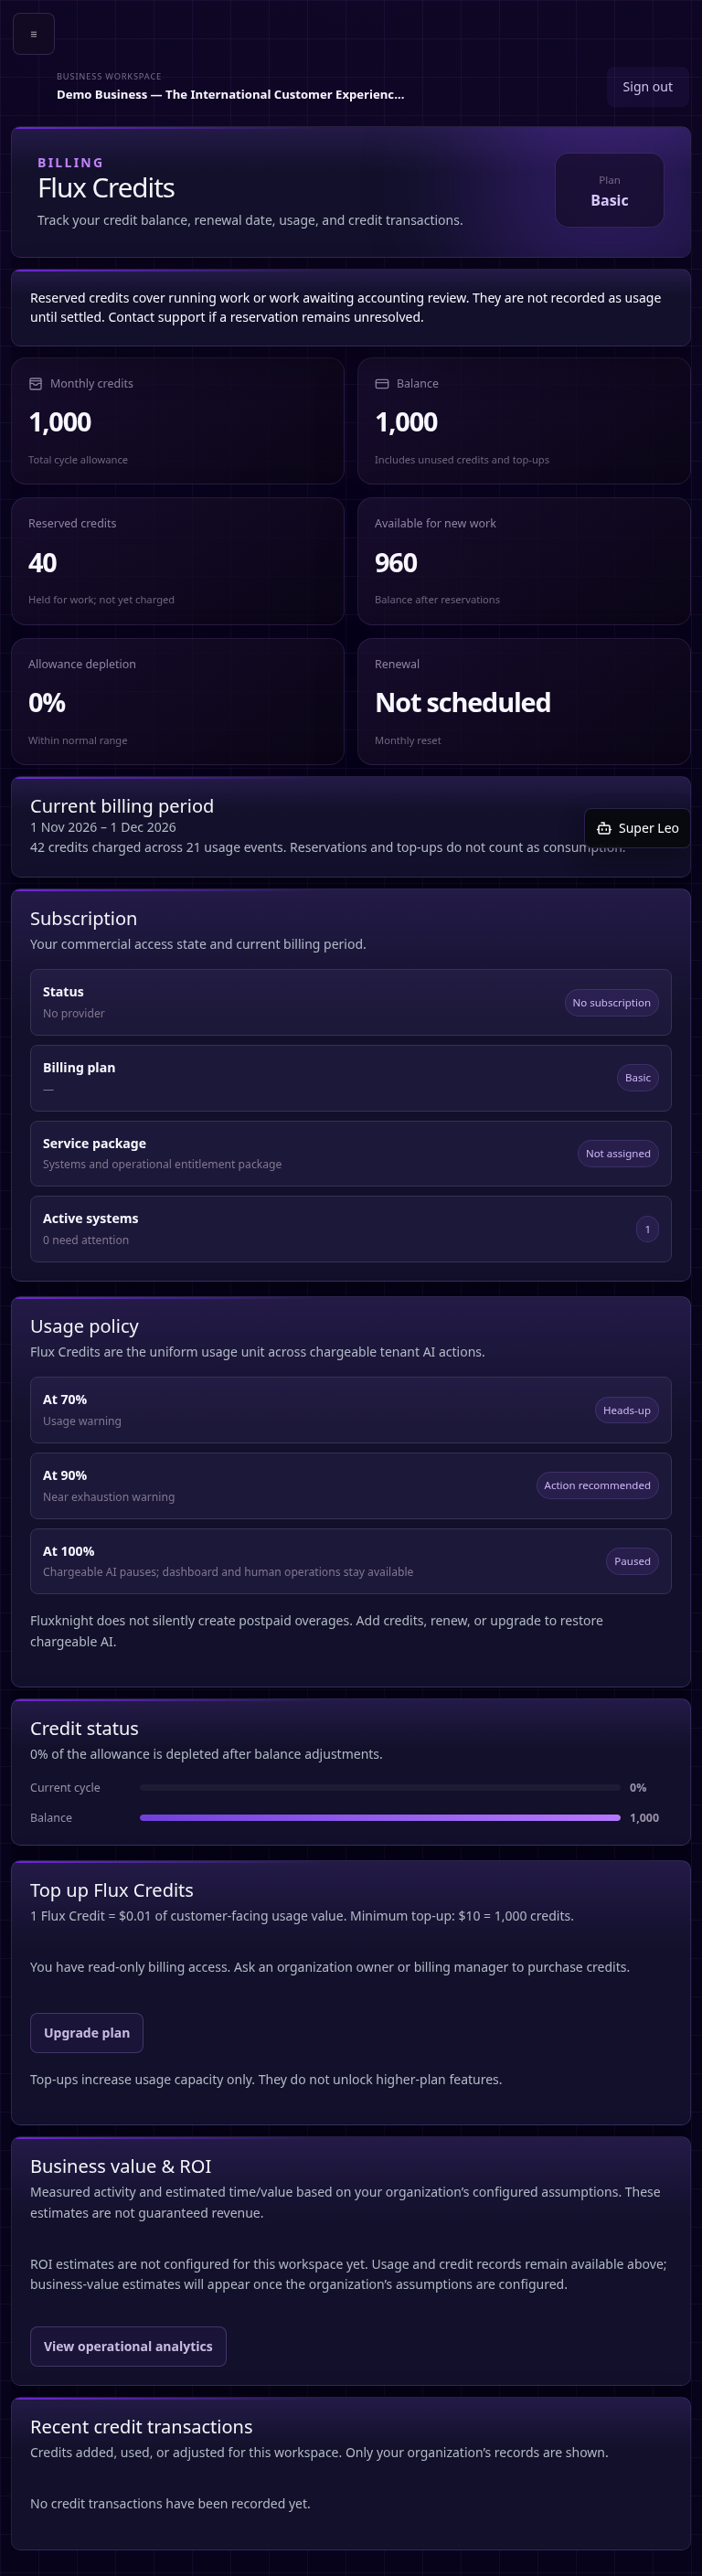 ≡
BUSINESS WORKSPACE
Demo Business — The International Customer Experienc...
Sign out
BILLING
Flux Credits
Track your credit balance, renewal date, usage, and credit transactions.
Plan
Basic
Reserved credits cover running work or work awaiting accounting review. They are not recorded as usage
until settled. Contact support if a reservation remains unresolved.
Monthly credits
1,000
Total cycle allowance
Balance
1,000
Includes unused credits and top-ups
Reserved credits
40
Held for work; not yet charged
Available for new work
960
Balance after reservations
Allowance depletion
0%
Within normal range
Renewal
Not scheduled
Monthly reset
Current billing period
1 Nov 2026 – 1 Dec 2026
42 credits charged across 21 usage events. Reservations and top-ups do not count as consumption.
Super Leo
Subscription
Your commercial access state and current billing period.
Status
No provider
No subscription
Billing plan
—
Basic
Service package
Systems and operational entitlement package
Not assigned
Active systems
0 need attention
1
Usage policy
Flux Credits are the uniform usage unit across chargeable tenant AI actions.
At 70%
Usage warning
Heads-up
At 90%
Near exhaustion warning
Action recommended
At 100%
Chargeable AI pauses; dashboard and human operations stay available
Paused
Fluxknight does not silently create postpaid overages. Add credits, renew, or upgrade to restore
chargeable AI.
Credit status
0% of the allowance is depleted after balance adjustments.
Current cycle
0%
Balance
1,000
Top up Flux Credits
1 Flux Credit = $0.01 of customer-facing usage value. Minimum top-up: $10 = 1,000 credits.
You have read-only billing access. Ask an organization owner or billing manager to purchase credits.
Upgrade plan
Top-ups increase usage capacity only. They do not unlock higher-plan features.
Business value & ROI
Measured activity and estimated time/value based on your organization’s configured assumptions. These
estimates are not guaranteed revenue.
ROI estimates are not configured for this workspace yet. Usage and credit records remain available above;
business-value estimates will appear once the organization’s assumptions are configured.
View operational analytics
Recent credit transactions
Credits added, used, or adjusted for this workspace. Only your organization’s records are shown.
No credit transactions have been recorded yet.